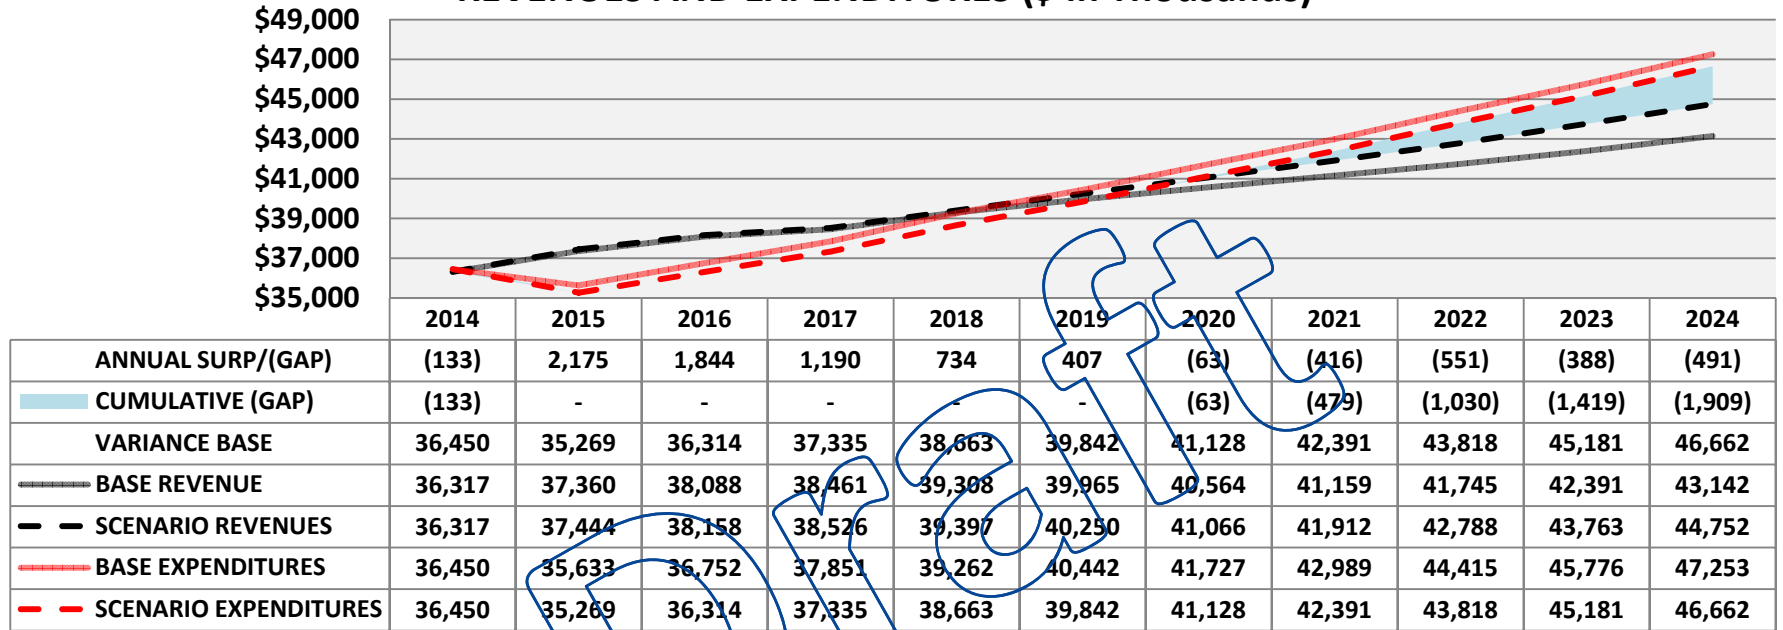 REVENUES AND EXPENDITURES ($ in Thousands)
$49,000
$47,000
$45,000
$43,000
$41,000
$39,000
$37,000
$35,000
2014 2015 2016 2017 2018 2019 2020 2021 2022 2023 2024
ANNUAL SURP/(GAP) (133) 2,175 1,844 1,190 734 407 (63) (416) (551) (388) (491)
CUMULATIVE (GAP) (133) - - - - - (63) (479) (1,030) (1,419) (1,909)
VARIANCE BASE 36,450 35,269 36,314 37,335 38,663 39,842 41,128 42,391 43,818 45,181 46,662
BASE REVENUE 36,317 37,360 38,088 38,461 39,308 39,965 40,564 41,159 41,745 42,391 43,142
SCENARIO REVENUES 36,317 37,444 38,158 38,526 39,397 40,250 41,066 41,912 42,788 43,763 44,752
BASE EXPENDITURES 36,450 35,633 36,752 37,851 39,262 40,442 41,727 42,989 44,415 45,776 47,253
SCENARIO EXPENDITURES 36,450 35,269 36,314 37,335 38,663 39,842 41,128 42,391 43,818 45,181 46,662
Draft